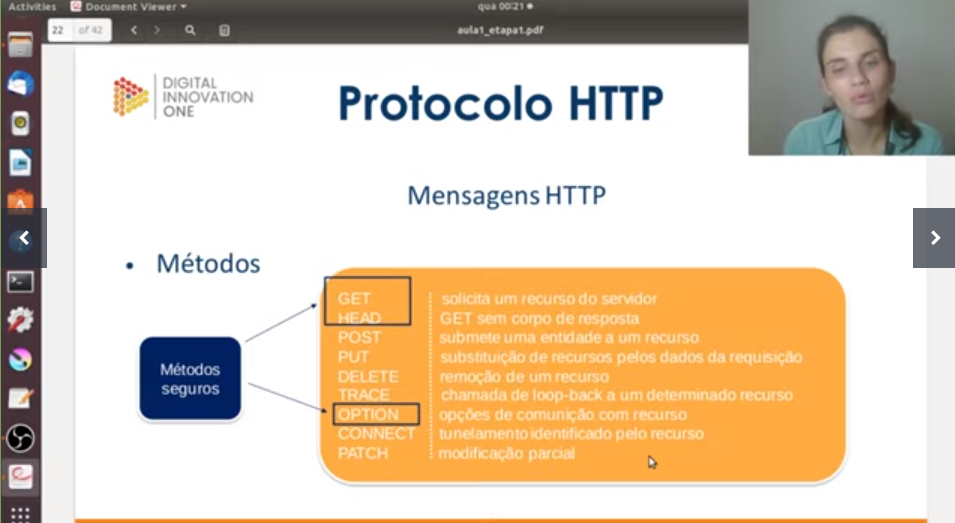 Activities Document Viewer qua 00:21
22 of 42 aula1_etapa1.pdf
DIGITAL
INNOVATION
ONE
Protocolo HTTP
Mensagens HTTP
• Métodos
Métodos
seguros
GET solicita um recurso do servidor
HEAD GET sem corpo de resposta
POST submete uma entidade a um recurso
PUT substituição de recursos pelos dados da requisição
DELETE remoção de um recurso
TRACE chamada de loop-back a um determinado recurso
OPTION opções de comunição com recurso
CONNECT tunelamento identificado pelo recurso
PATCH modificação parcial